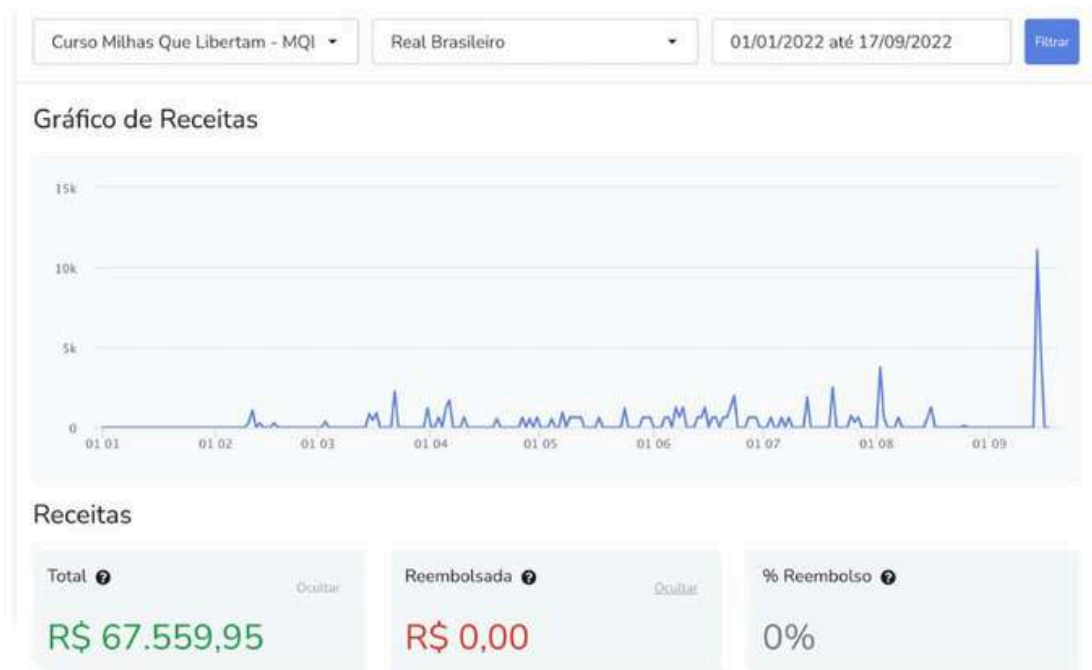 Curso Milhas Que Libertam - MQI
Real Brasileiro
01/01/2022 até 17/09/2022
Filtrar
Gráfico de Receitas
15k
10k
5k
0
01 01
01 02
01 03
01 04
01 05
01 06
01 07
01 08
01 09
Receitas
Total
Ocultar
R$ 67.559,95
Reembolsada
Ocultar
R$ 0,00
% Reembolso
0%